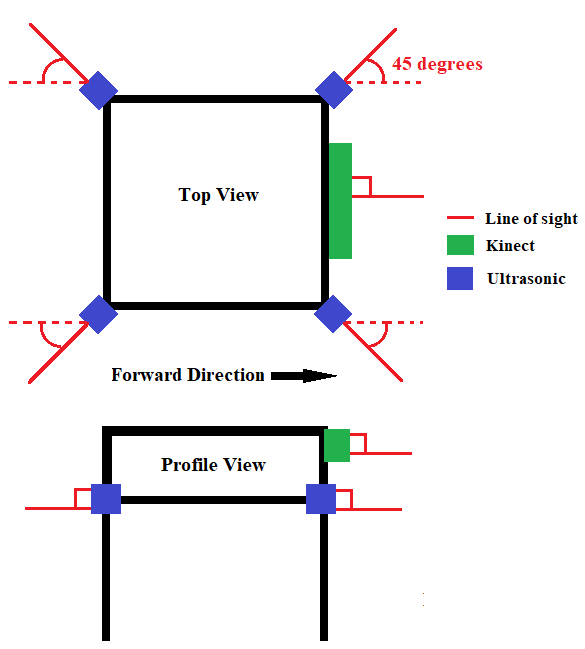 45 degrees
Top View
Line of sight
Kinect
Ultrasonic
Forward Direction
Profile View